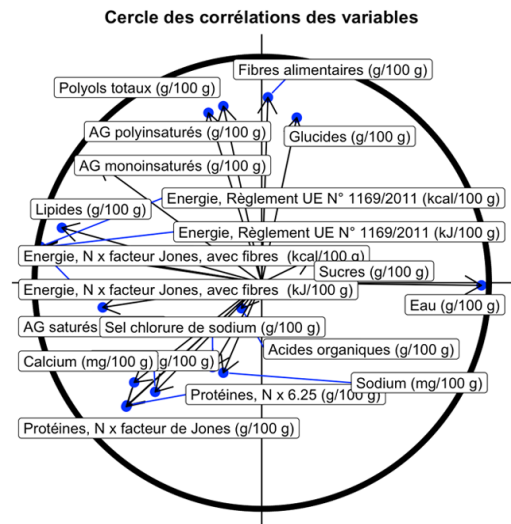 Cercle des corrélations des variables
Fibres alimentaires (g/100 g)
Polyols totaux (g/100 g)
AG polyinsaturés (g/100 g)
Glucides (g/100 g)
AG monoinsaturés (g/100 g)
Energie, Règlement UE N° 1169/2011 (kcal/100 g)
Lipides (g/100 g)
Energie, Règlement UE N° 1169/2011 (kJ/100 g)
Energie, N x facteur Jones, avec fibres (kcal/100 g)
Sucres (g/100 g)
Energie, N x facteur Jones, avec fibres (kJ/100 g)
Eau (g/100 g)
AG saturés
Sel chlorure de sodium (g/100 g)
Acides organiques (g/100 g)
Calcium (mg/100 g)
g/100 g)
Sodium (mg/100 g)
Protéines, N x 6.25 (g/100 g)
Protéines, N x facteur de Jones (g/100 g)